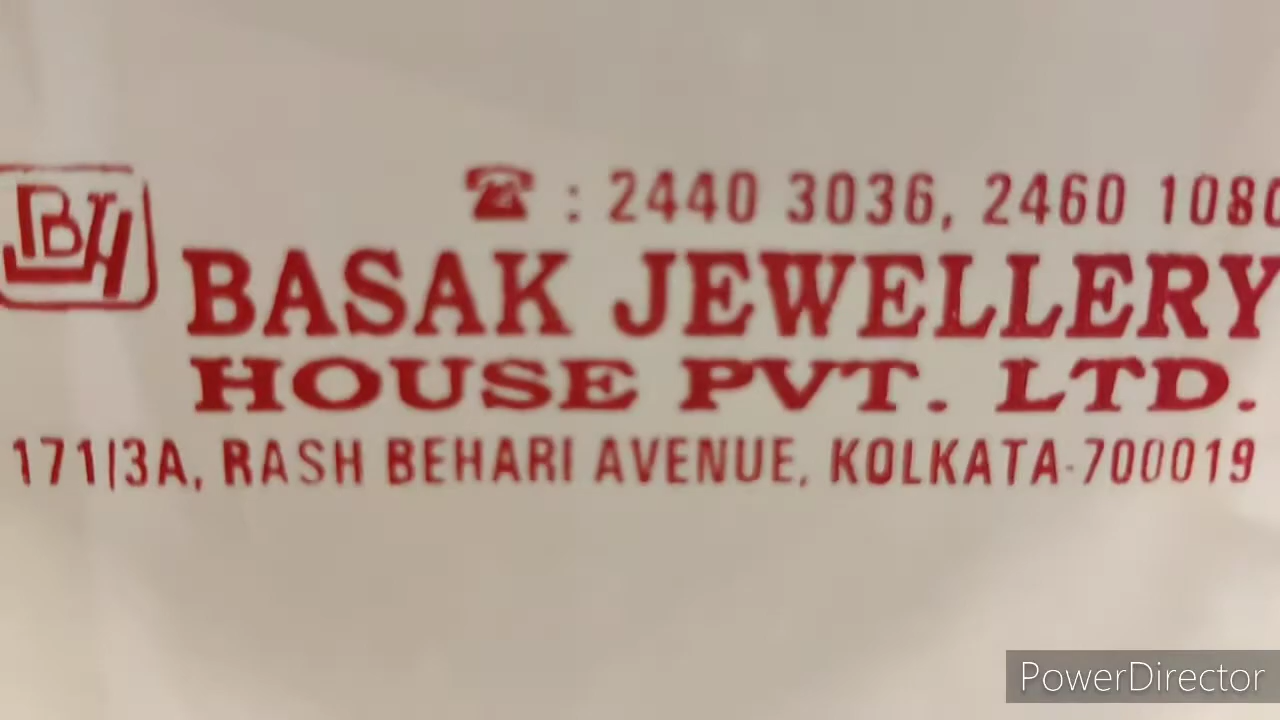 BJH
☎ : 2440 3036, 2460 1080
BASAK JEWELLERY
HOUSE PVT. LTD.
171/3A, RASH BEHARI AVENUE, KOLKATA-700019
PowerDirector